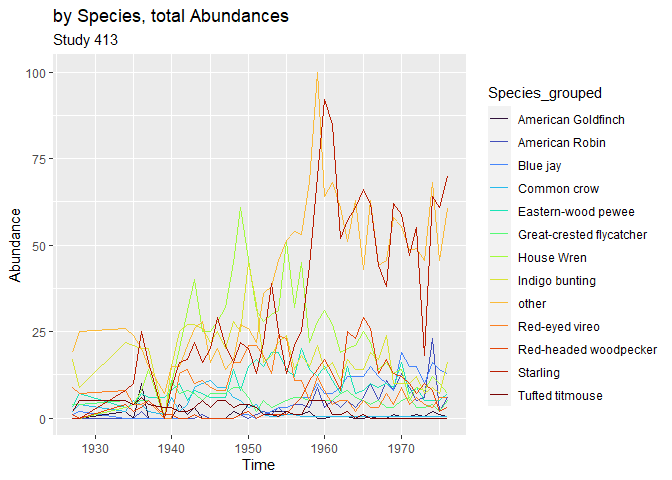 by Species, total Abundances
Study 413
100
75
50
25
0
Abundance
1930
1940
1950
1960
1970
Time
Species_grouped
American Goldfinch
American Robin
Blue jay
Common crow
Eastern-wood pewee
Great-crested flycatcher
House Wren
Indigo bunting
other
Red-eyed vireo
Red-headed woodpecker
Starling
Tufted titmouse